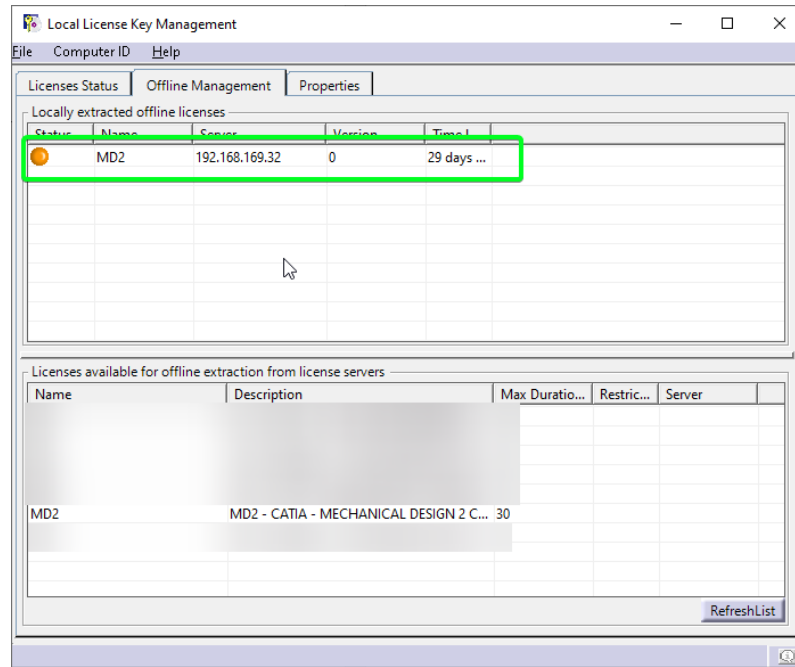 Local License Key Management
File Computer ID Help
Licenses Status Offline Management Properties
Locally extracted offline licenses
Status Name Server Version Time l...
MD2 192.168.169.32 0 29 days ...
Licenses available for offline extraction from license servers
Name Description Max Duratio... Restric... Server
MD2 MD2 - CATIA - MECHANICAL DESIGN 2 C... 30
RefreshList